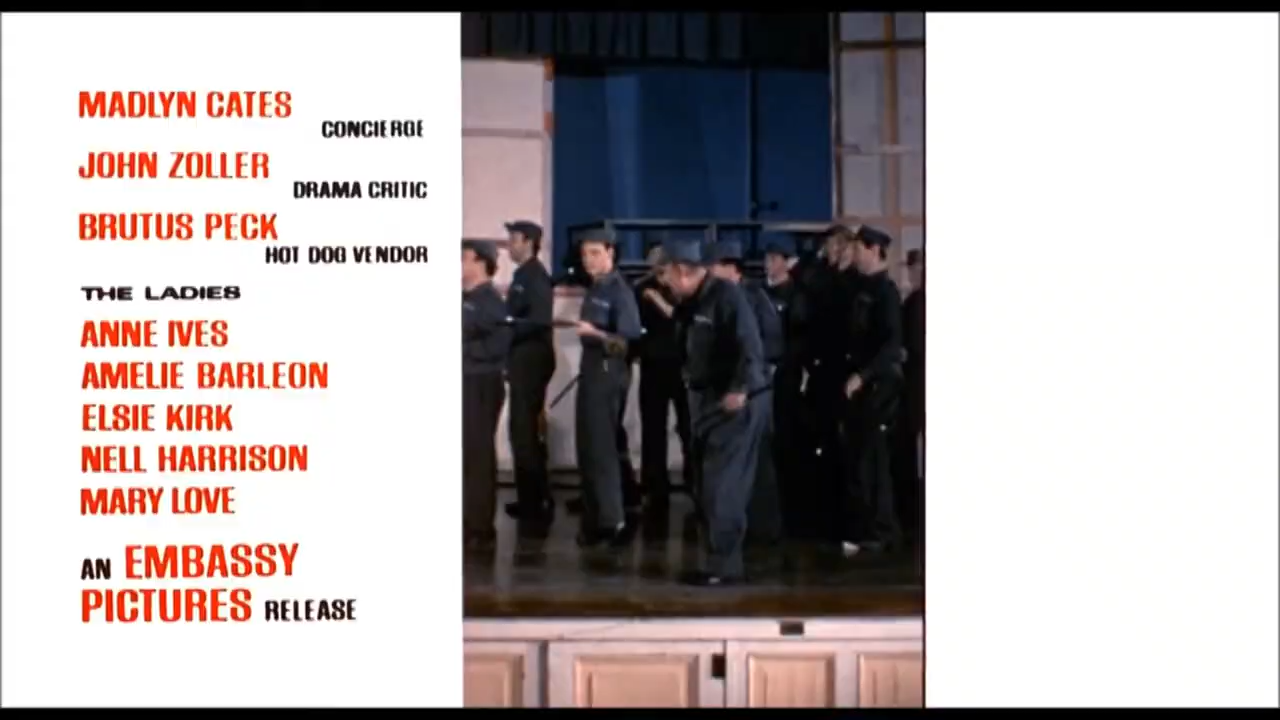 MADLYN CATES
CONCIERGE
JOHN ZOLLER
DRAMA CRITIC
BRUTUS PECK
HOT DOG VENDOR
THE LADIES
ANNE IVES
AMELIE BARLEON
ELSIE KIRK
NELL HARRISON
MARY LOVE
AN EMBASSY
PICTURES RELEASE